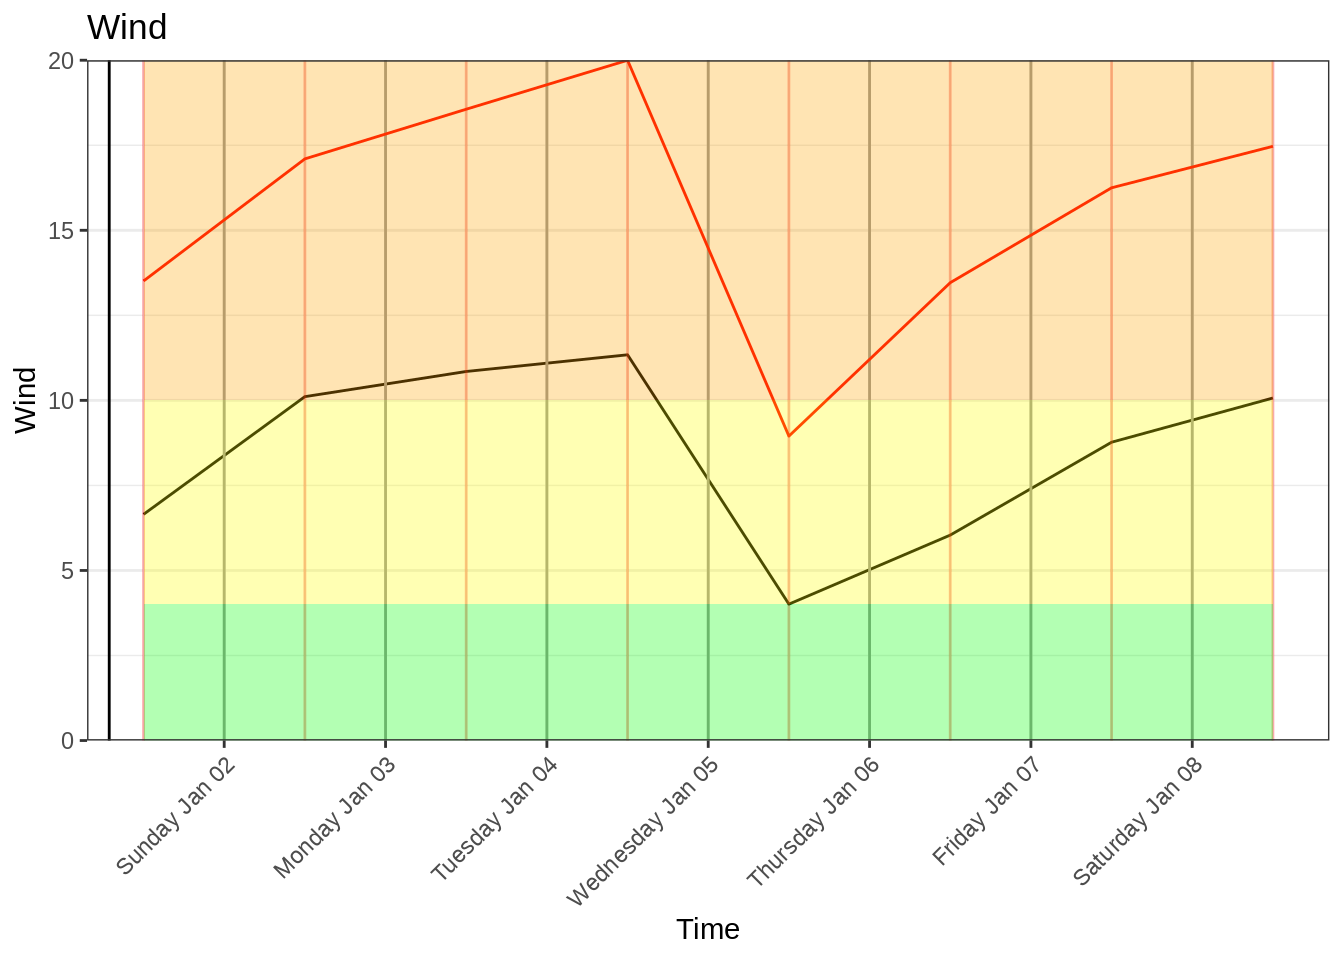 Wind
20
15
10
5
0
Wind
Sunday Jan 02
Monday Jan 03
Tuesday Jan 04
Wednesday Jan 05
Thursday Jan 06
Friday Jan 07
Saturday Jan 08
Time